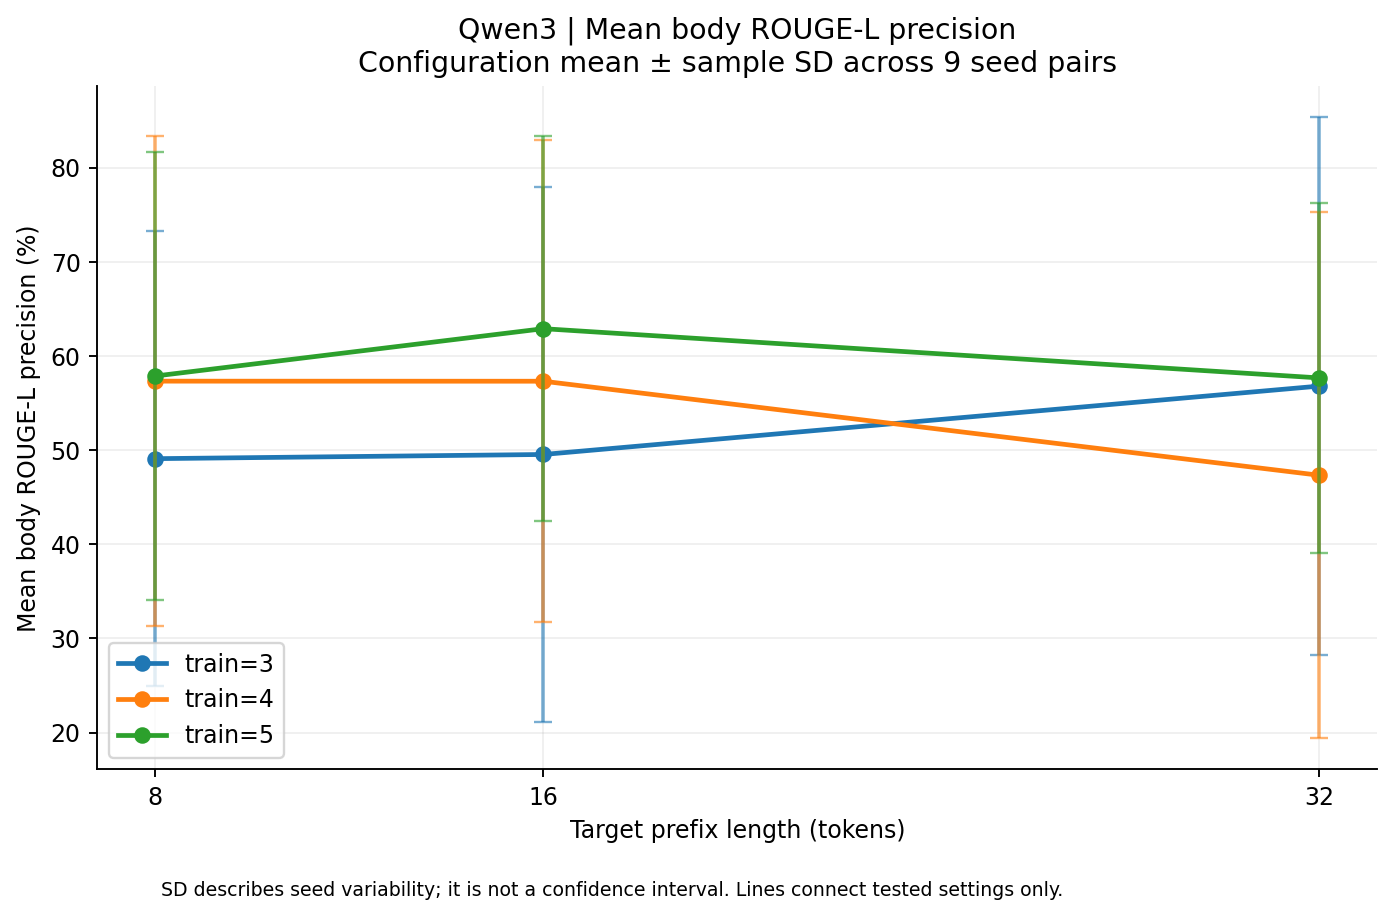 Qwen3 | Mean body ROUGE-L precision
Configuration mean ± sample SD across 9 seed pairs
Mean body ROUGE-L precision (%)
80
70
60
50
40
30
20
train=3
train=4
train=5
8
16
32
Target prefix length (tokens)
SD describes seed variability; it is not a confidence interval. Lines connect tested settings only.